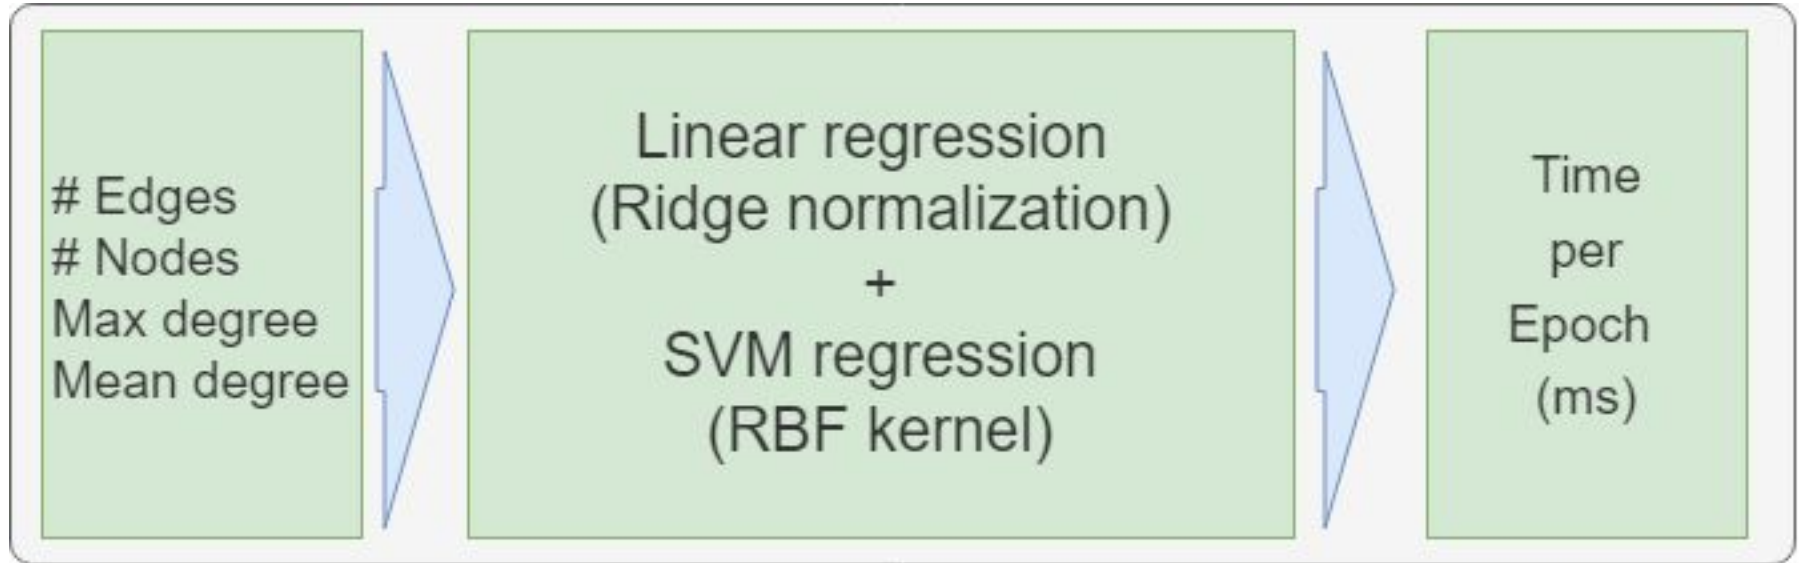 # Edges
# Nodes
Max degree
Mean degree
Linear regression
(Ridge normalization)
+
SVM regression
(RBF kernel)
Time
per
Epoch
(ms)